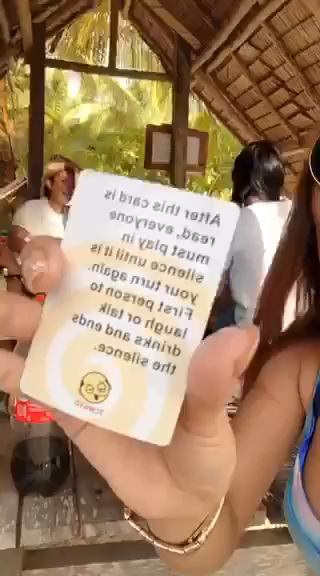 After this card is
read, everyone
must play in
silence until it is
your turn again.
First person to
laugh or talk
drinks and ends
the silence.